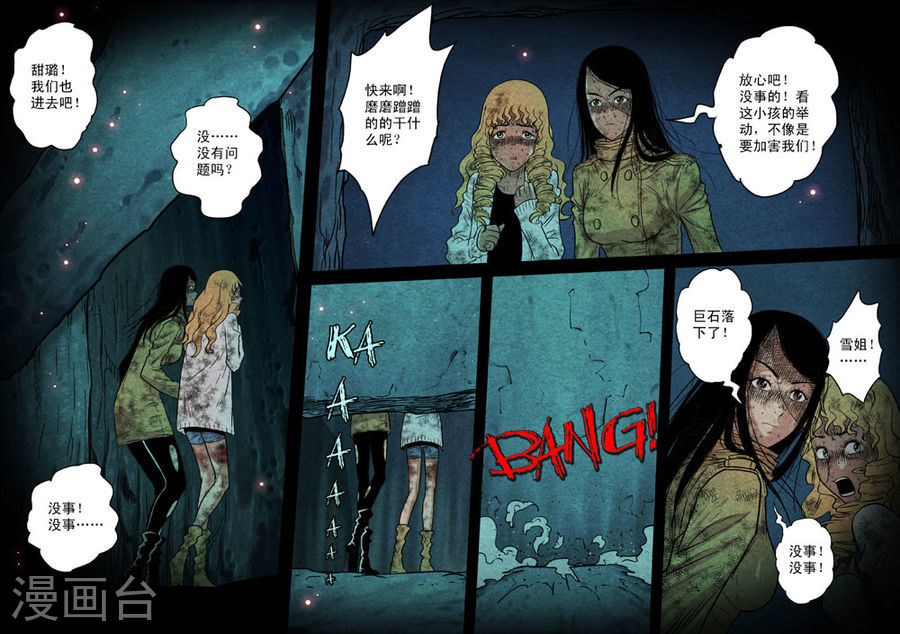 甜璐！
我们也
进去吧！
没……
没有问
题吗？
没事！
没事……
快来啊！
磨磨蹭蹭
的的干什
么呢？
放心吧！
没事的！看
这小孩的举
动，不像是
要加害我们！
KA
A
A
A
A
A
A
A
BANG!
巨石落
下了！
雪姐！
……
没事！
没事！
漫画台